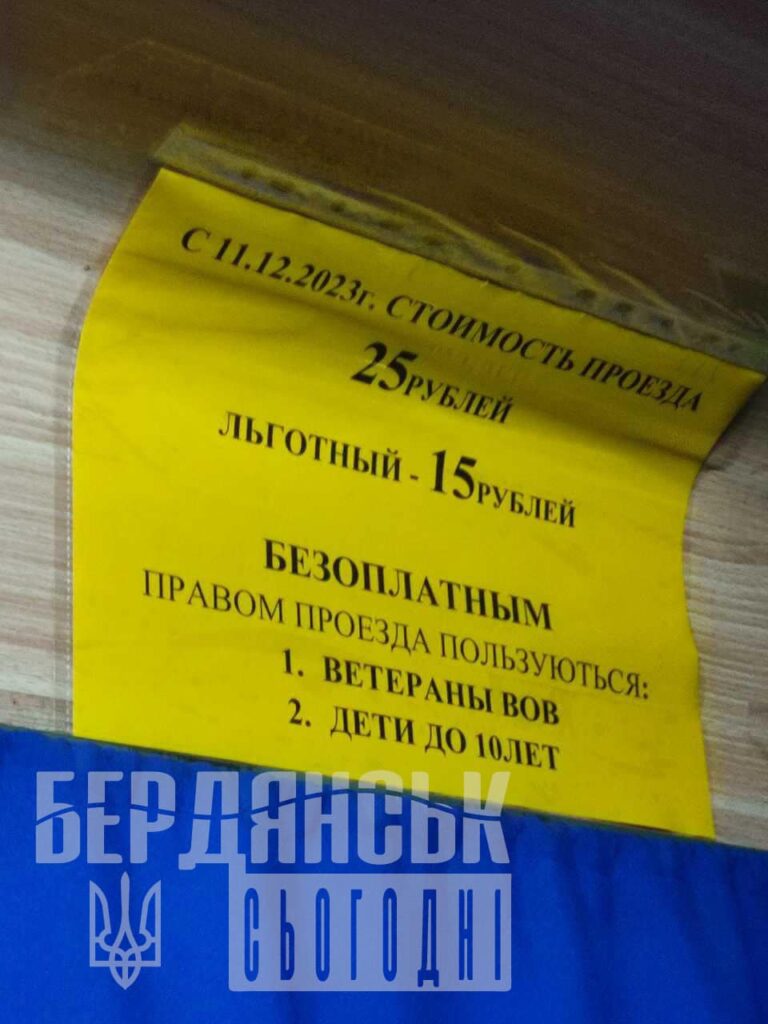 С 11.12.2023г. СТОИМОСТЬ ПРОЕЗДА
25РУБЛЕЙ
ЛЬГОТНЫЙ - 15РУБЛЕЙ
БЕЗОПЛАТНЫМ
ПРАВОМ ПРОЕЗДА ПОЛЬЗУЮТЬСЯ:
1. ВЕТЕРАНЫ ВОВ
2. ДЕТИ ДО 10ЛЕТ
БЕРДЯНСЬК
СЬОГОДНІ